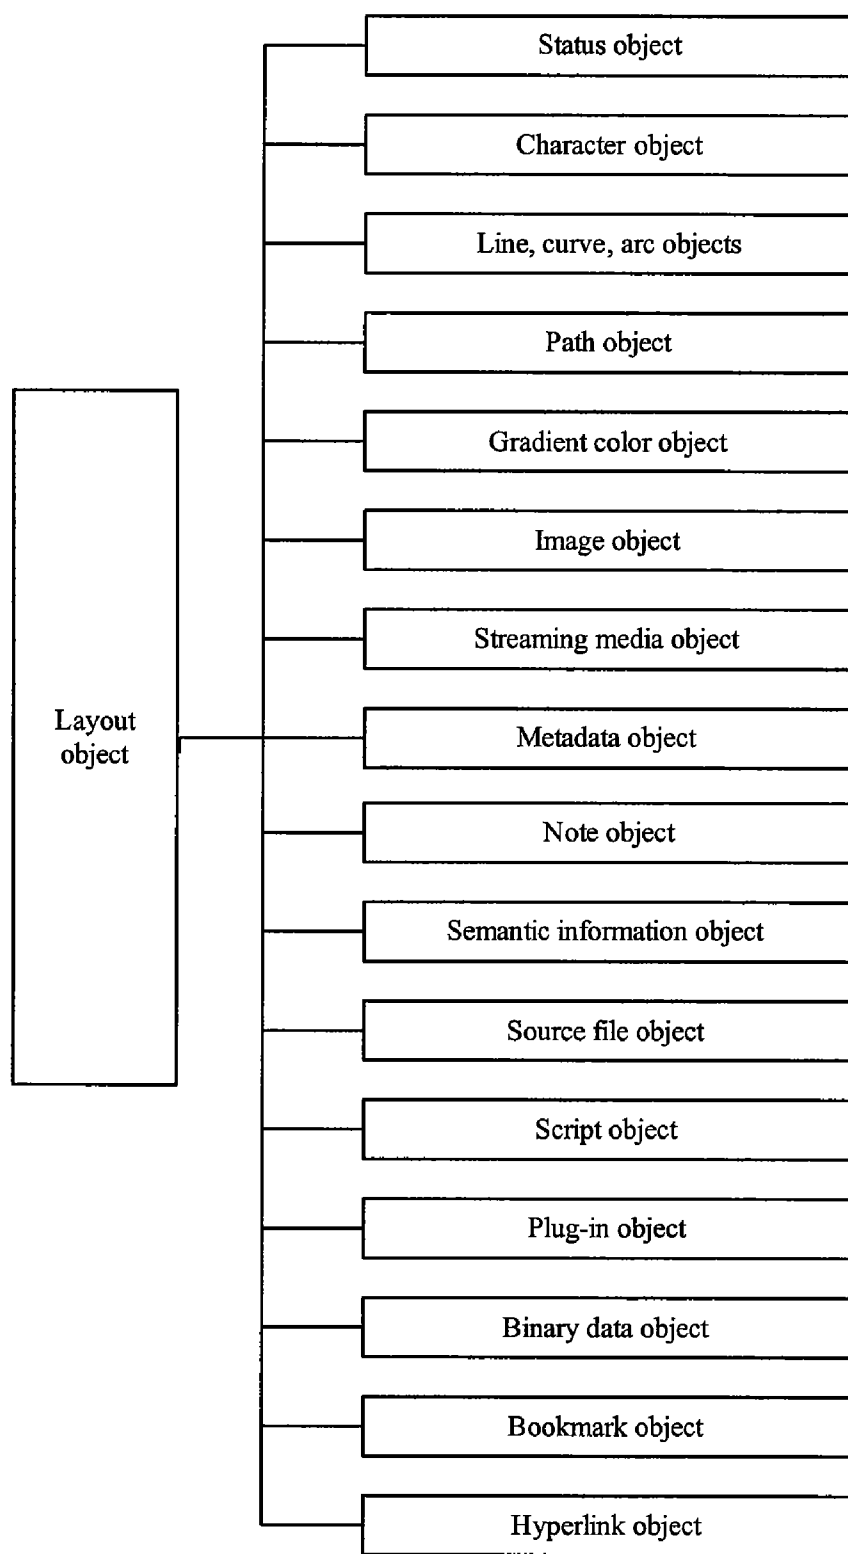 Status object
Character object
Line, curve, arc objects
Path object
Gradient color object
Image object
Streaming media object
Layout
object
Metadata object
Note object
Semantic information object
Source file object
Script object
Plug-in object
Binary data object
Bookmark object
Hyperlink object